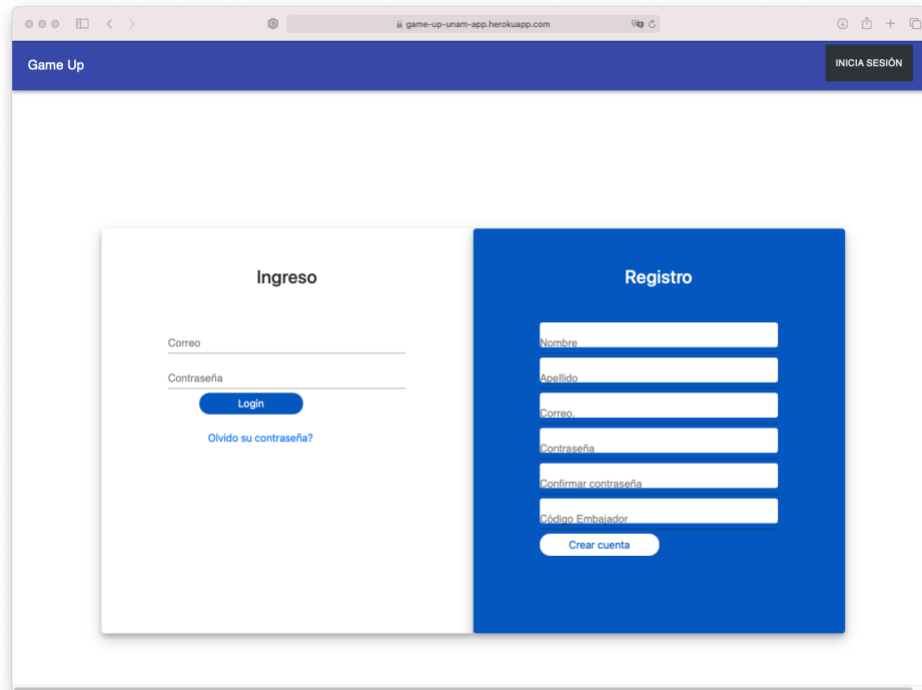 game-up-unam-app.herokuapp.com
Game Up
INICIA SESIÓN
Ingreso
Correo
Contraseña
Login
Olvido su contraseña?
Registro
Nombre
Apellido
Correo.
Contraseña
Confirmar contraseña
Código Embajador
Crear cuenta